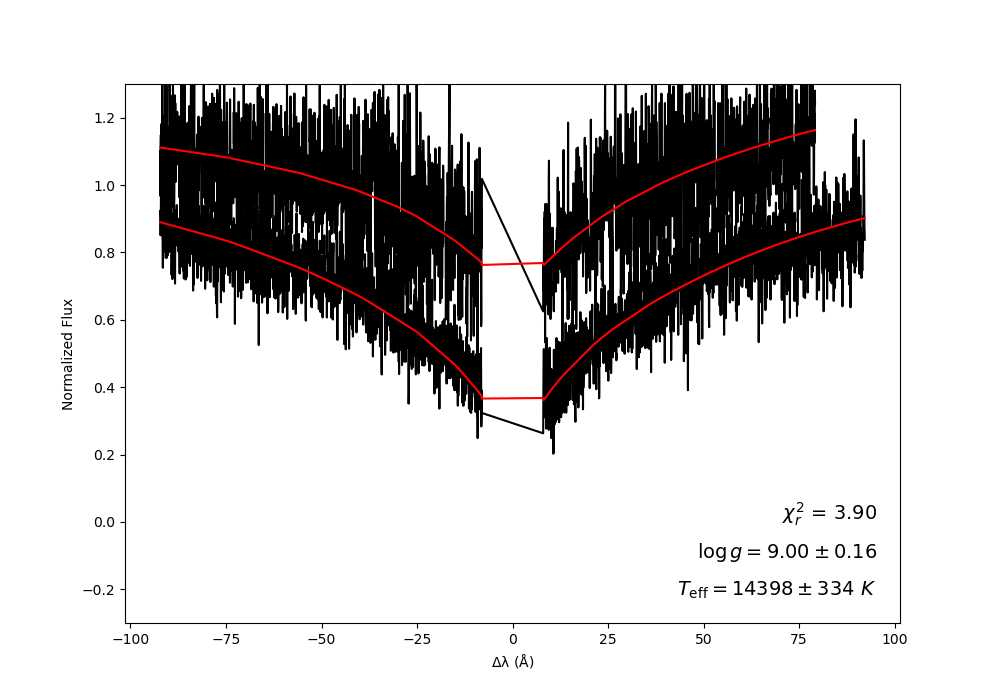 1.2
1.0
0.8
0.6
0.4
0.2
0.0
−0.2
Normalized Flux
χ²ᵣ = 3.90
log g = 9.00 ± 0.16
T_eff = 14398 ± 334 K
−100 −75 −50 −25 0 25 50 75 100
Δλ (Å)